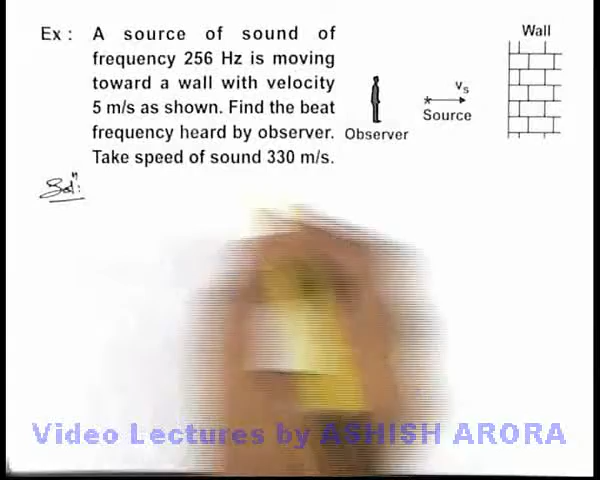 Ex : A source of sound of
frequency 256 Hz is moving
toward a wall with velocity
5 m/s as shown. Find the beat
frequency heard by observer.
Take speed of sound 330 m/s.
Wall
vs
Source
Observer
Solⁿ:
Video Lectures by ASHISH ARORA